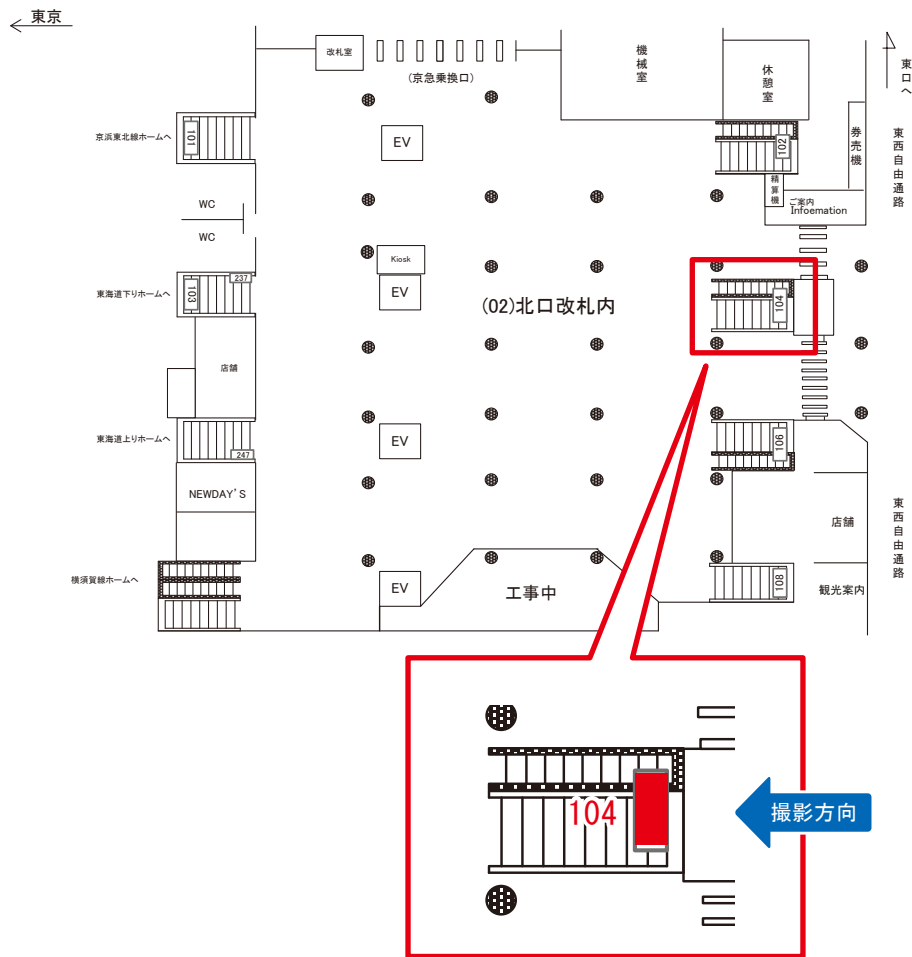 東京
改札室
(京急乗換口)
機械室
休憩室
東口へ
京浜東北線ホームへ
101
EV
102
券売機
東西自由通路
精算機
WC
ご案内
Infoemation
WC
Kiosk
東海道下りホームへ
237
103
EV
(02)北口改札内
104
店舗
東海道上りホームへ
247
EV
106
NEWDAY'S
店舗
東西自由通路
横須賀線ホームへ
EV
工事中
108
観光案内
104
撮影方向